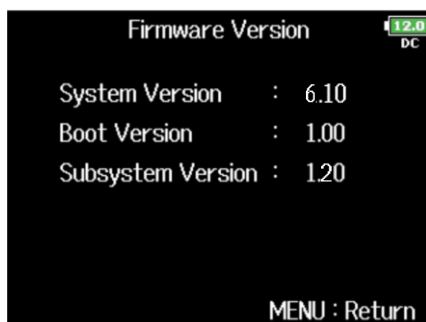 Firmware Version
12.0
DC
System Version : 6.10
Boot Version : 1.00
Subsystem Version : 1.20
MENU : Return